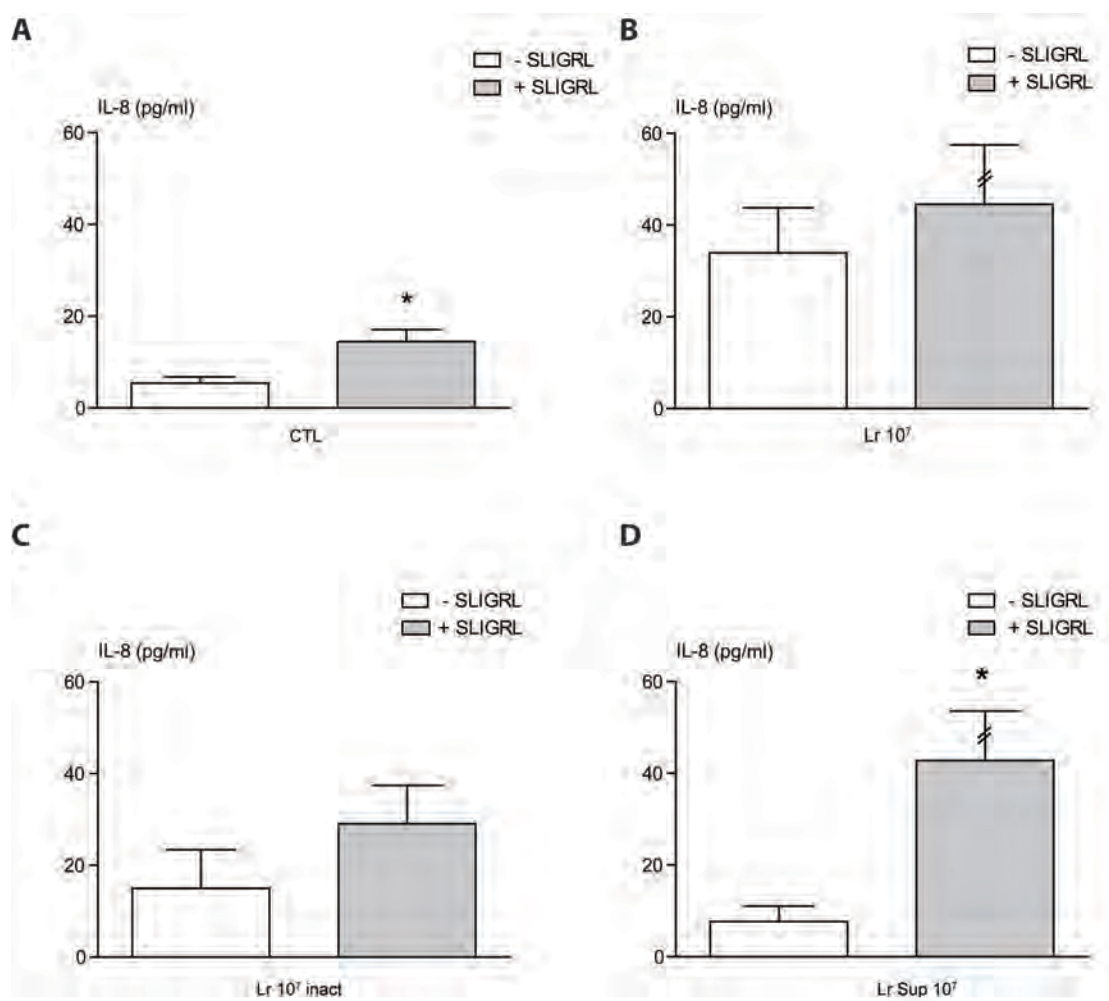 A
- SLIGRL
+ SLIGRL
IL-8 (pg/ml)
60
40
20
0
*
CTL
B
- SLIGRL
+ SLIGRL
IL-8 (pg/ml)
60
40
20
0
Lr 10⁷
C
- SLIGRL
+ SLIGRL
IL-8 (pg/ml)
60
40
20
0
Lr 10⁷ inact
D
- SLIGRL
+ SLIGRL
IL-8 (pg/ml)
60
40
20
0
*
Lr Sup 10⁷